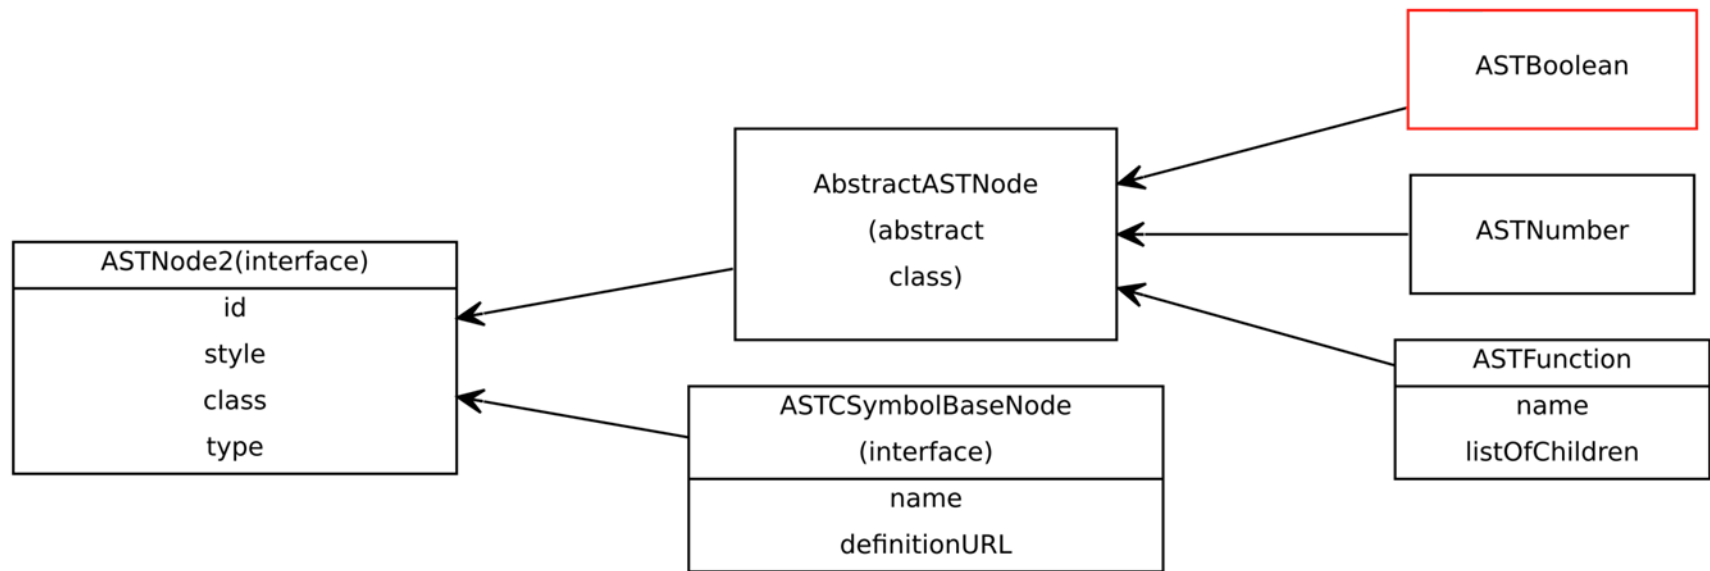 ASTNode2(interface)
id
style
class
type
AbstractASTNode
(abstract
class)
ASTCSymbolBaseNode
(interface)
name
definitionURL
ASTBoolean
ASTNumber
ASTFunction
name
listOfChildren